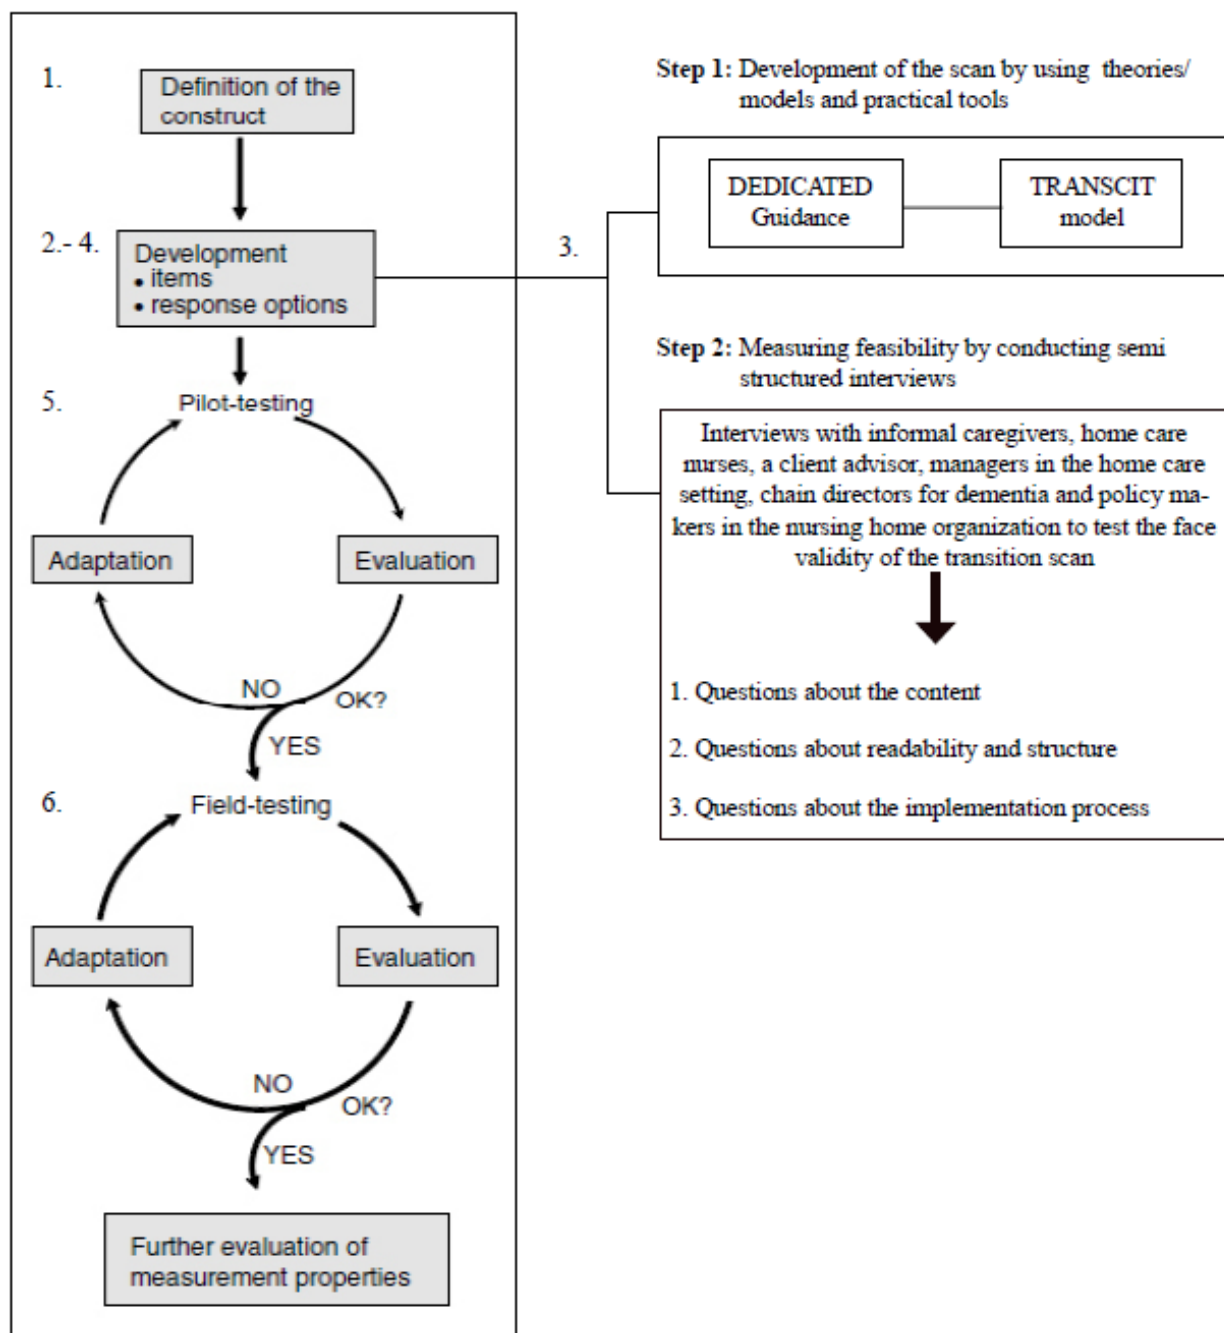 1.
Definition of the
construct
2.- 4.
Development
• items
• response options
5.
Pilot-testing
Adaptation
Evaluation
NO
OK?
YES
6.
Field-testing
Adaptation
Evaluation
NO
OK?
YES
Further evaluation of
measurement properties
3.
Step 1: Development of the scan by using theories/
models and practical tools
DEDICATED
Guidance
TRANSCIT
model
Step 2: Measuring feasibility by conducting semi
structured interviews
Interviews with informal caregivers, home care
nurses, a client advisor, managers in the home care
setting, chain directors for dementia and policy ma-
kers in the nursing home organization to test the face
validity of the transition scan
1. Questions about the content
2. Questions about readability and structure
3. Questions about the implementation process